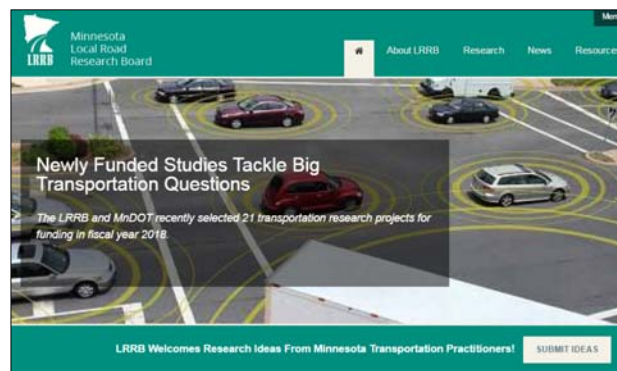 Mem
Minnesota
Local Road
Research Board
LRRB
About LRRB
Research
News
Resources
Newly Funded Studies Tackle Big
Transportation Questions
The LRRB and MnDOT recently selected 21 transportation research projects for
funding in fiscal year 2018.
LRRB Welcomes Research Ideas From Minnesota Transportation Practitioners!
SUBMIT IDEAS